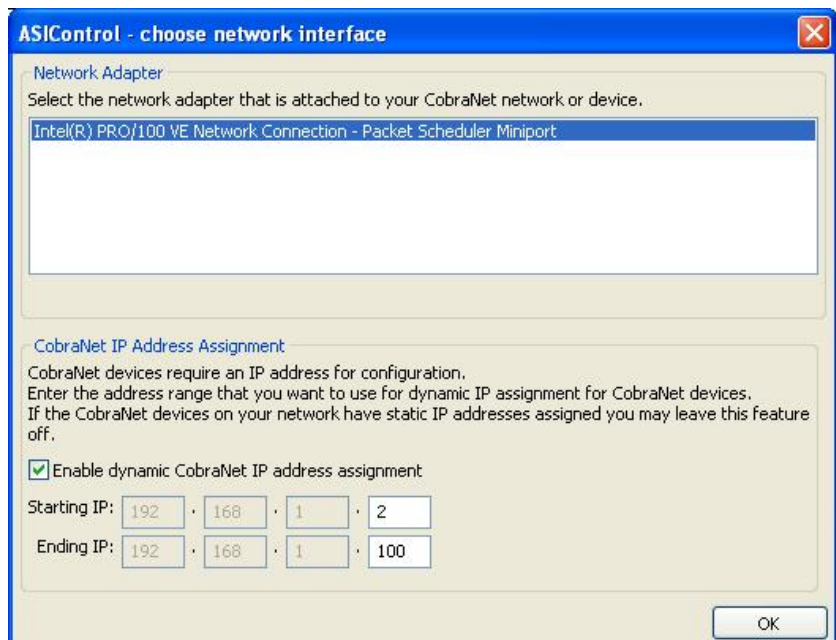 ASIControl - choose network interface
Network Adapter
Select the network adapter that is attached to your CobraNet network or device.
Intel(R) PRO/100 VE Network Connection - Packet Scheduler Miniport
CobraNet IP Address Assignment
CobraNet devices require an IP address for configuration.
Enter the address range that you want to use for dynamic IP assignment for CobraNet devices.
If the CobraNet devices on your network have static IP addresses assigned you may leave this feature
off.
Enable dynamic CobraNet IP address assignment
Starting IP: 192 . 168 . 1 . 2
Ending IP: 192 . 168 . 1 . 100
OK